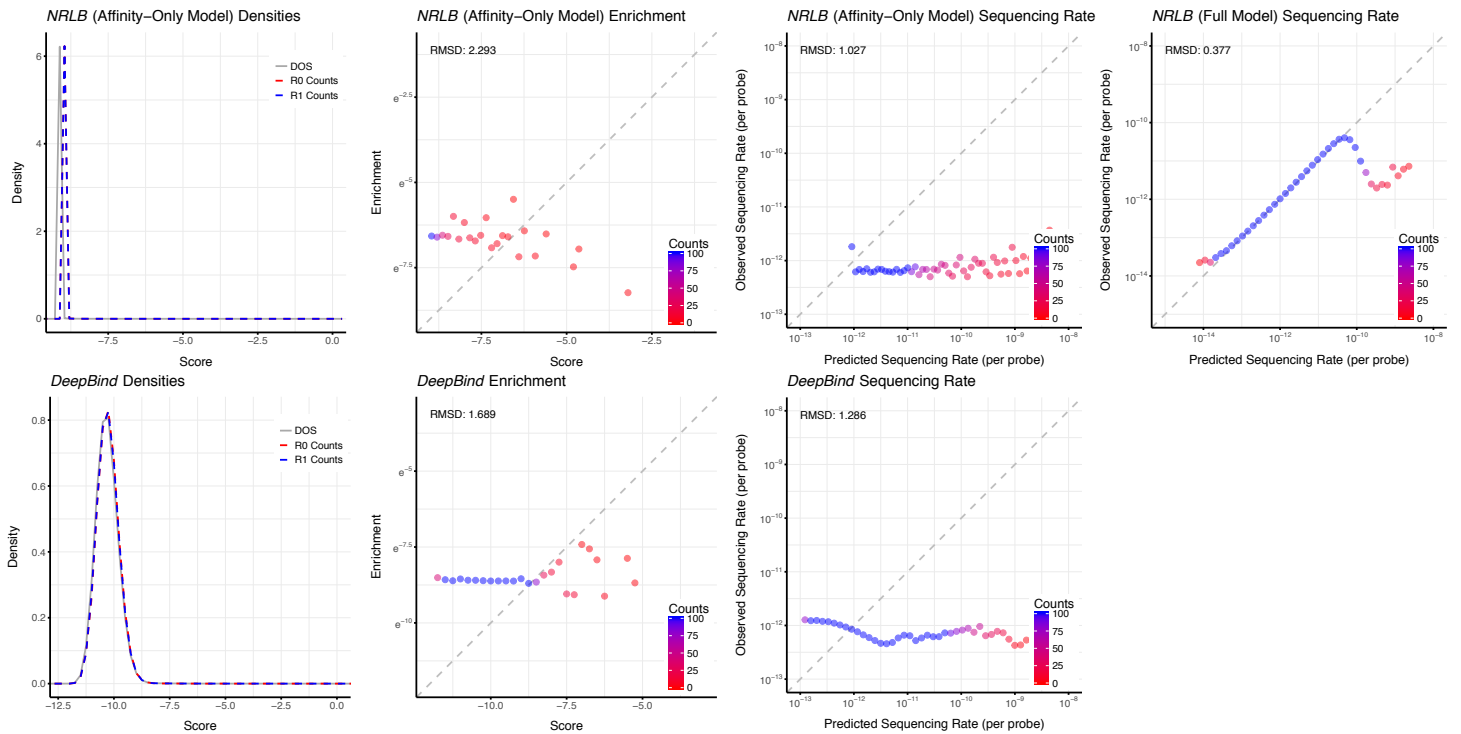 NRLB (Affinity−Only Model) Densities
6
4
2
0
−7.5
−5.0
−2.5
0.0
Density
Score
DOS
R0 Counts
R1 Counts
NRLB (Affinity−Only Model) Enrichment
RMSD: 2.293
e−2.5
e−5
e−7.5
−7.5
−5.0
−2.5
Enrichment
Score
Counts
100
75
50
25
0
NRLB (Affinity−Only Model) Sequencing Rate
RMSD: 1.027
10−8
10−9
10−10
10−11
10−12
10−13
10−13
10−12
10−11
10−10
10−9
10−8
Observed Sequencing Rate (per probe)
Predicted Sequencing Rate (per probe)
Counts
100
75
50
25
0
NRLB (Full Model) Sequencing Rate
RMSD: 0.377
10−8
10−10
10−12
10−14
10−14
10−12
10−10
10−8
Observed Sequencing Rate (per probe)
Predicted Sequencing Rate (per probe)
Counts
100
75
50
25
0
DeepBind Densities
0.8
0.6
0.4
0.2
0.0
−12.5
−10.0
−7.5
−5.0
−2.5
0.0
Density
Score
DOS
R0 Counts
R1 Counts
DeepBind Enrichment
RMSD: 1.689
e−5
e−7.5
e−10
−10.0
−7.5
−5.0
−2.5
Enrichment
Score
Counts
100
75
50
25
0
DeepBind Sequencing Rate
RMSD: 1.286
10−8
10−9
10−10
10−11
10−12
10−13
10−13
10−12
10−11
10−10
10−9
10−8
Observed Sequencing Rate (per probe)
Predicted Sequencing Rate (per probe)
Counts
100
75
50
25
0